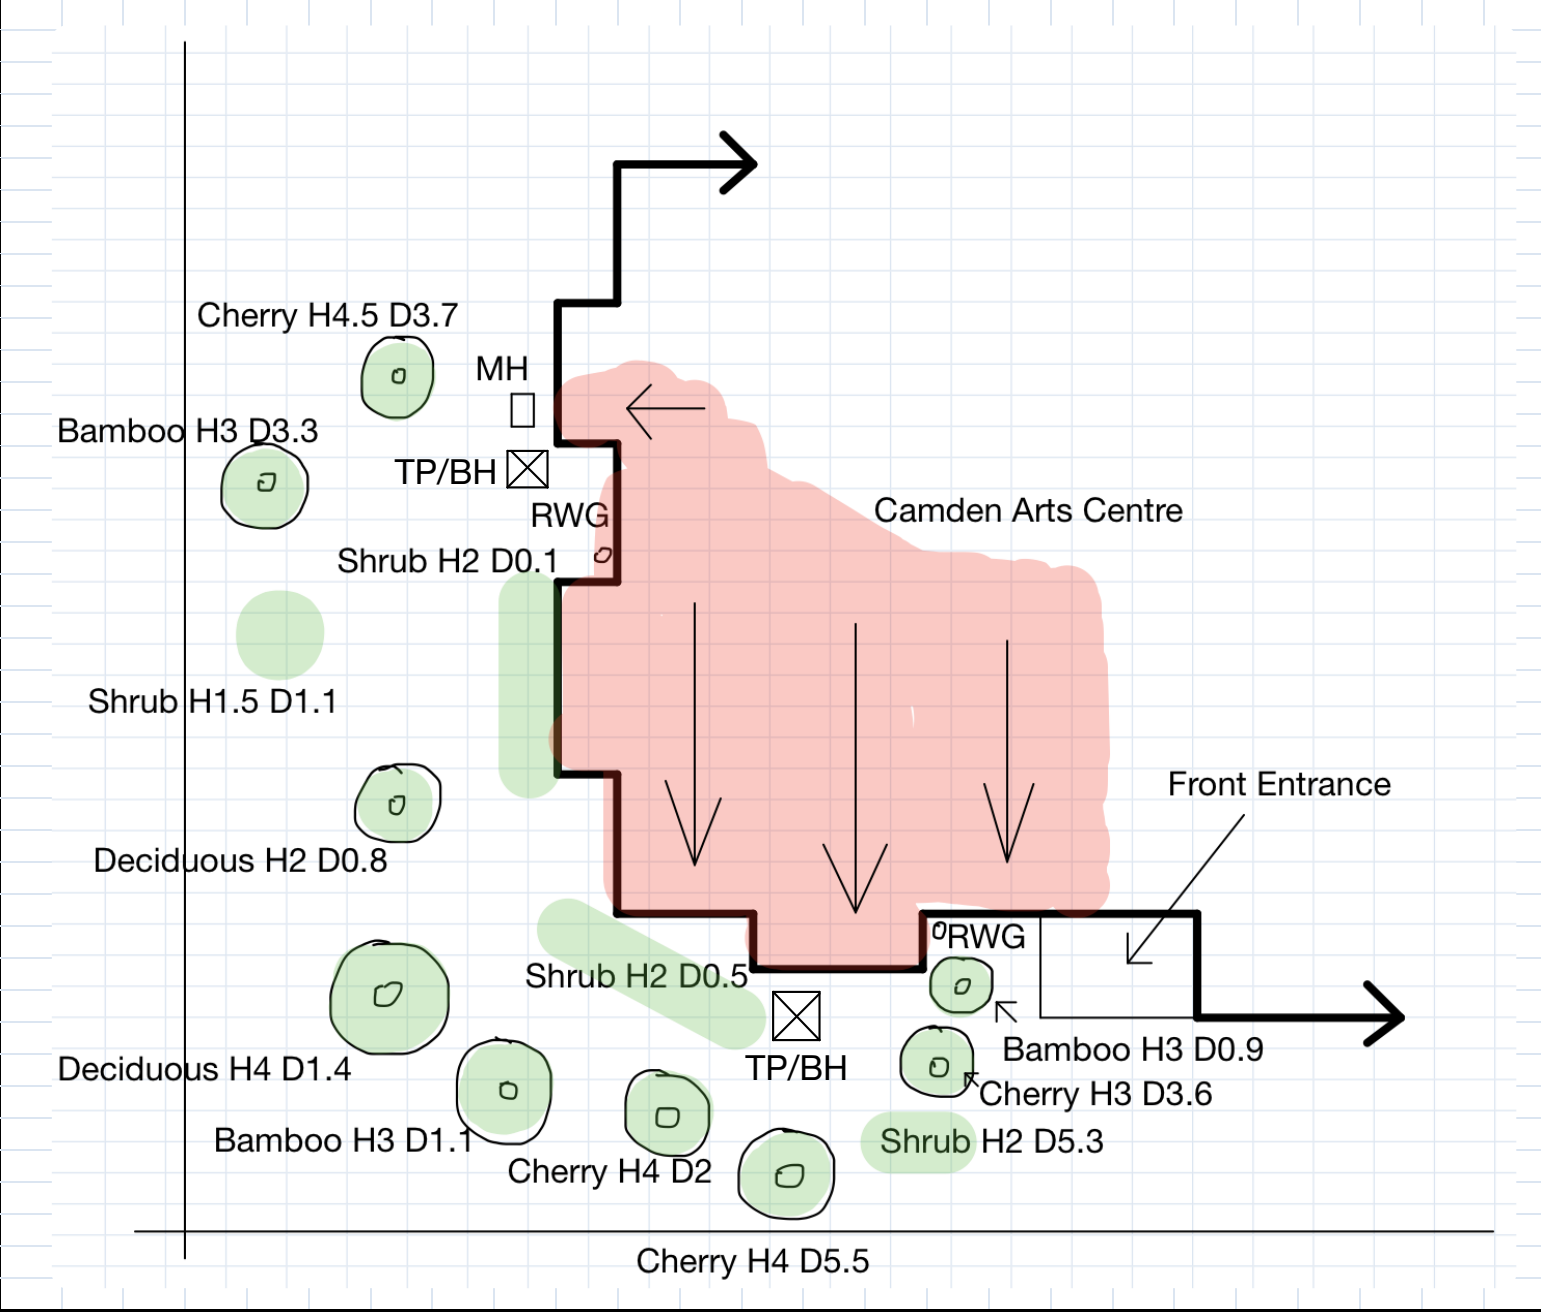 Cherry H4.5 D3.7
MH
Bamboo H3 D3.3
TP/BH
RWG
Camden Arts Centre
Shrub H2 D0.1
Shrub H1.5 D1.1
Front Entrance
Deciduous H2 D0.8
RWG
Shrub H2 D0.5
Bamboo H3 D0.9
TP/BH
Deciduous H4 D1.4
Cherry H3 D3.6
Bamboo H3 D1.1
Shrub H2 D5.3
Cherry H4 D2
Cherry H4 D5.5